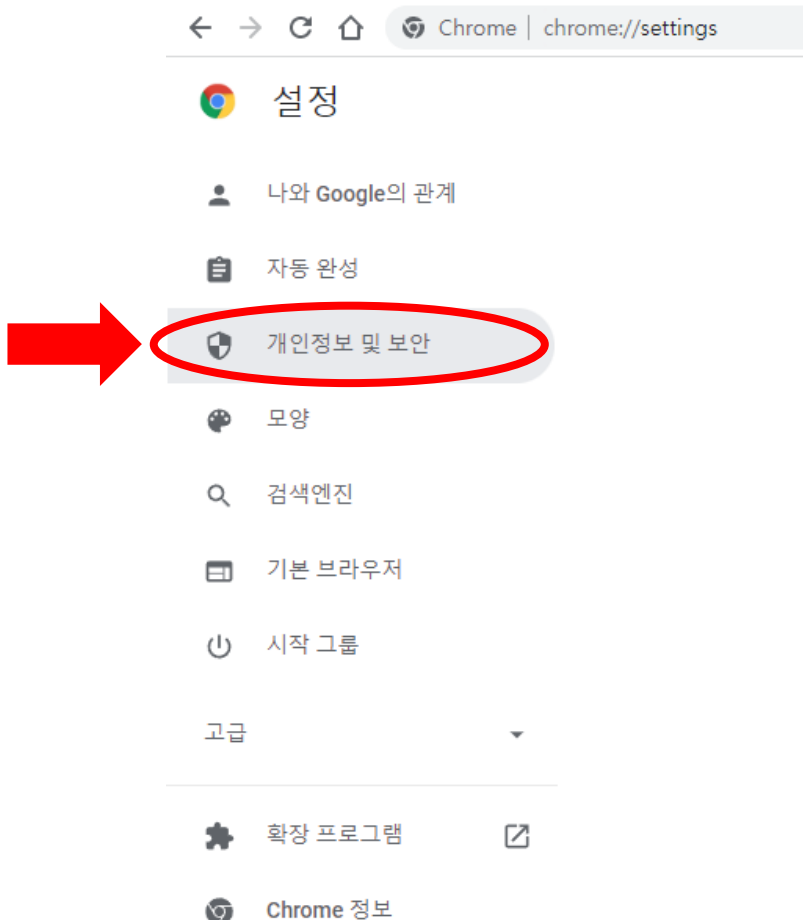 Chrome | chrome://settings
설정
나와 Google의 관계
자동 완성
개인정보 및 보안
모양
검색엔진
기본 브라우저
시작 그룹
고급
확장 프로그램
Chrome 정보